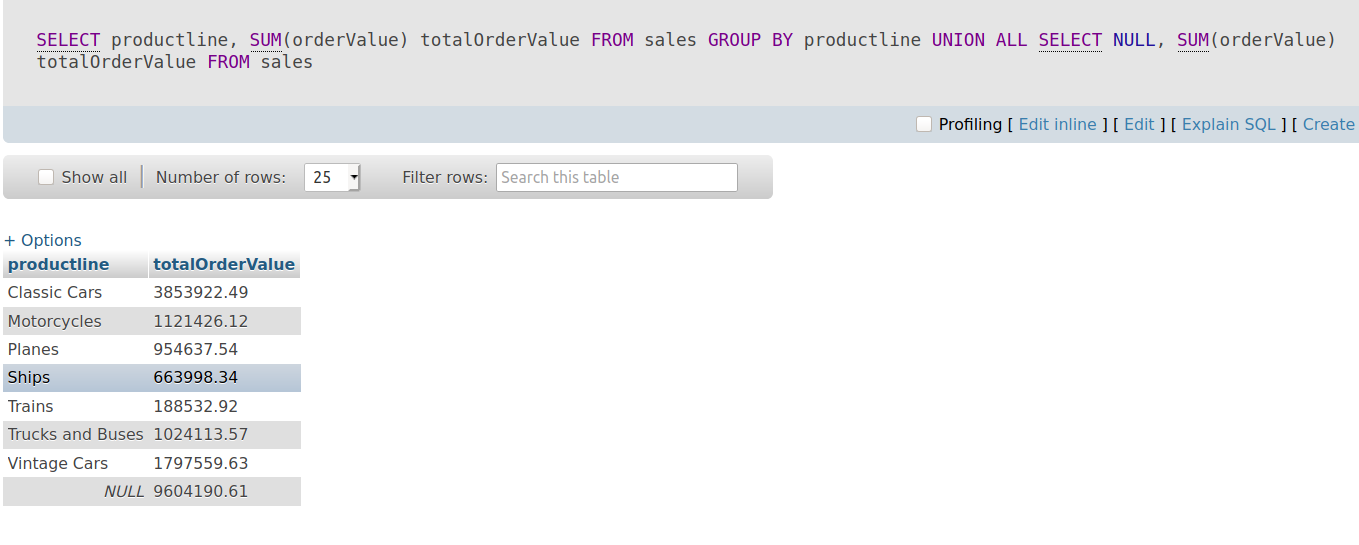 SELECT productline, SUM(orderValue) totalOrderValue FROM sales GROUP BY productline UNION ALL SELECT NULL, SUM(orderValue)
totalOrderValue FROM sales
Profiling [ Edit inline ] [ Edit ] [ Explain SQL ] [ Create
Show all Number of rows: 25 Filter rows: Search this table
+ Options
productline totalOrderValue
Classic Cars 3853922.49
Motorcycles 1121426.12
Planes 954637.54
Ships 663998.34
Trains 188532.92
Trucks and Buses 1024113.57
Vintage Cars 1797559.63
NULL 9604190.61